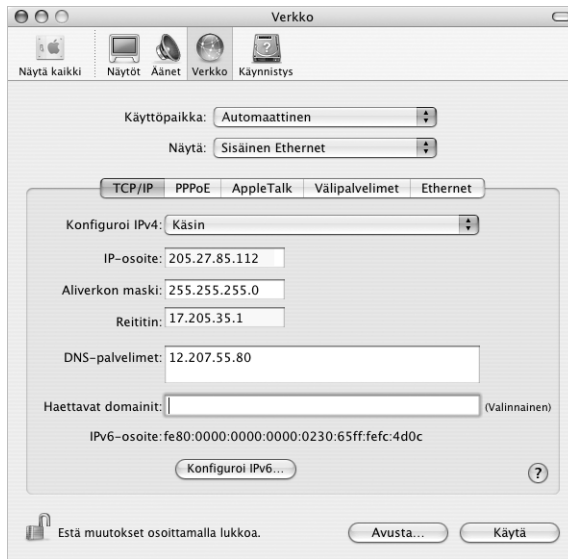 Verkko
Näytä kaikki Näytöt Äänet Verkko Käynnistys
Käyttöpaikka: Automaattinen
Näytä: Sisäinen Ethernet
TCP/IP PPPoE AppleTalk Välipalvelimet Ethernet
Konfiguroi IPv4: Käsin
IP-osoite: 205.27.85.112
Aliverkon maski: 255.255.255.0
Reititin: 17.205.35.1
DNS-palvelimet: 12.207.55.80
Haettavat domainit: (Valinnainen)
IPv6-osoite:fe80:0000:0000:0000:0230:65ff:fefc:4d0c
Konfiguroi IPv6... ?
Estä muutokset osoittamalla lukkoa. Avusta... Käytä